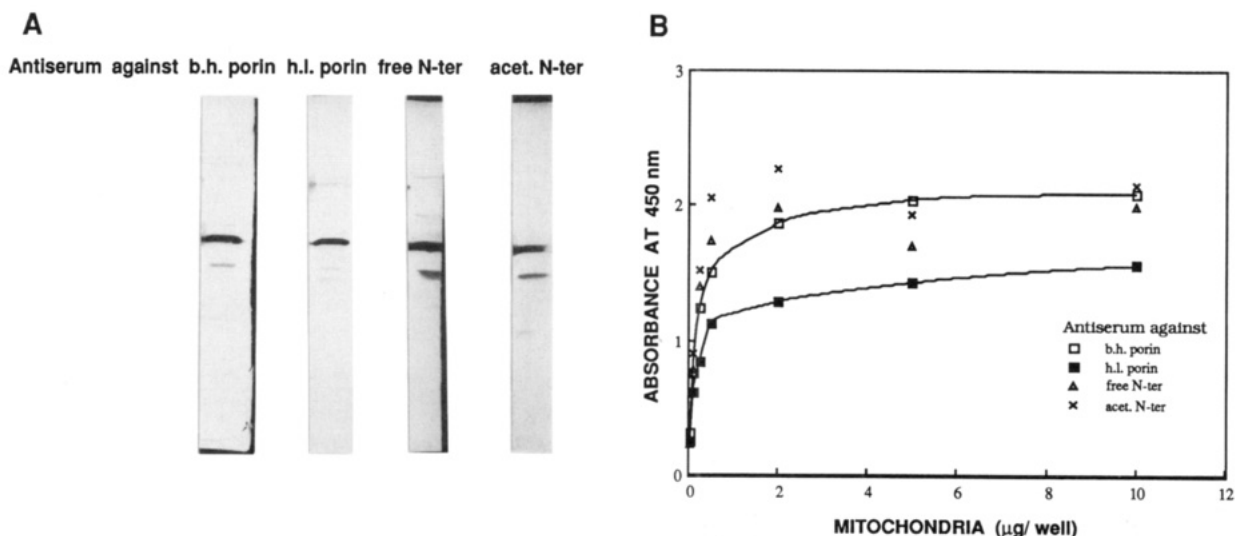 A
Antiserum against b.h. porin h.l. porin free N-ter acet. N-ter
B
ABSORBANCE AT 450 nm
3
2
1
0
0 2 4 6 8 10 12
MITOCHONDRIA (µg/ well)
Antiserum against
b.h. porin
h.l. porin
free N-ter
acet. N-ter